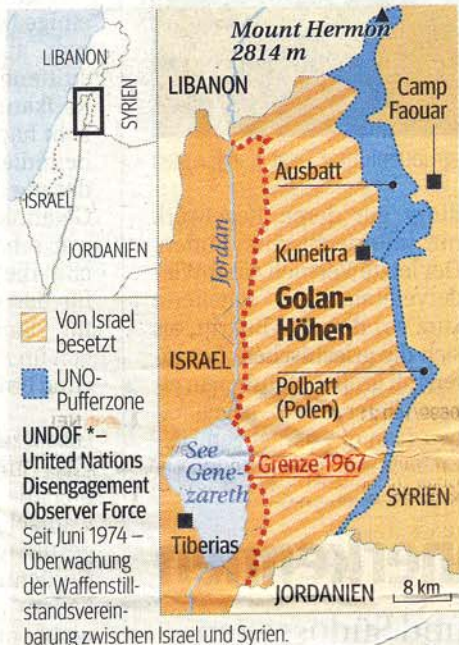 LIBANON
SYRIEN
ISRAEL
JORDANIEN
Von Israel
besetzt
UNO-
Pufferzone
UNDOF *–
United Nations
Disengagement
Observer Force
Seit Juni 1974 –
Überwachung
der Waffenstill-
standsverein-
barung zwischen Israel und Syrien.
Mount Hermon
2814 m
LIBANON
Camp
Faouar
Ausbatt
Jordan
Kuneitra
Golan-
Höhen
ISRAEL
Polbatt
(Polen)
See
Gene-
zareth
Grenze 1967
SYRIEN
Tiberias
JORDANIEN
8 km